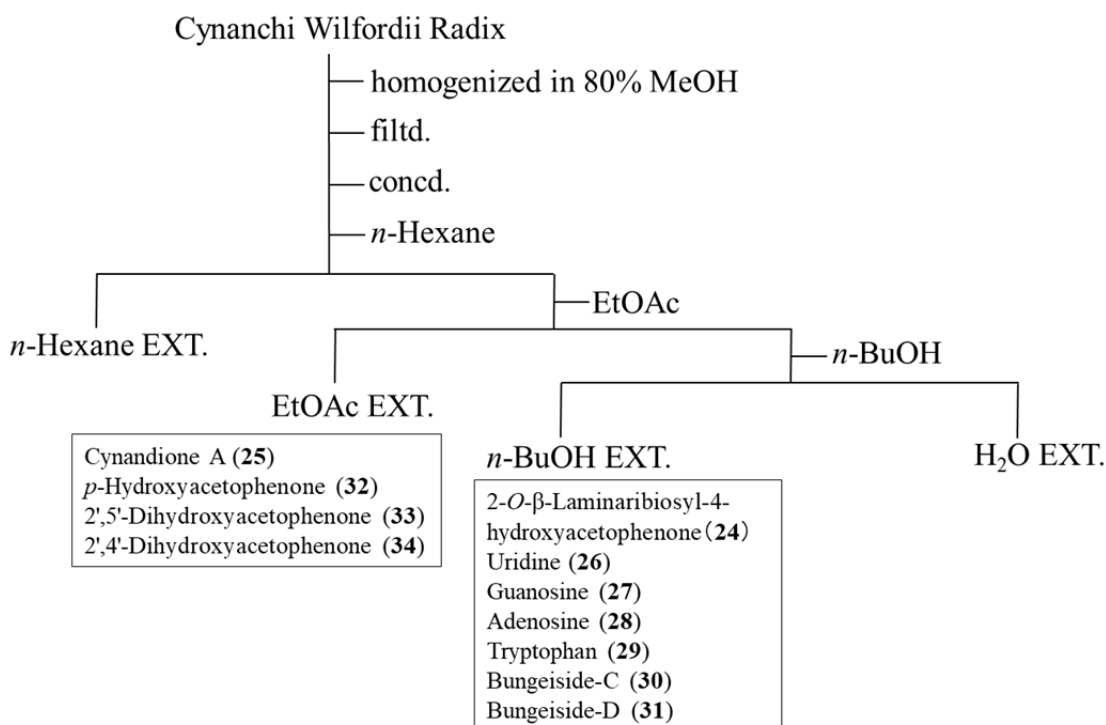 Cynanchi Wilfordii Radix
homogenized in 80% MeOH
filtd.
concd.
n-Hexane
EtOAc
n-Hexane EXT.
n-BuOH
EtOAc EXT.
Cynandione A (25)
p-Hydroxyacetophenone (32)
2',5'-Dihydroxyacetophenone (33)
2',4'-Dihydroxyacetophenone (34)
n-BuOH EXT.
H₂O EXT.
2-O-β-Laminaribiosyl-4-
hydroxyacetophenone(24)
Uridine (26)
Guanosine (27)
Adenosine (28)
Tryptophan (29)
Bungeiside-C (30)
Bungeiside-D (31)